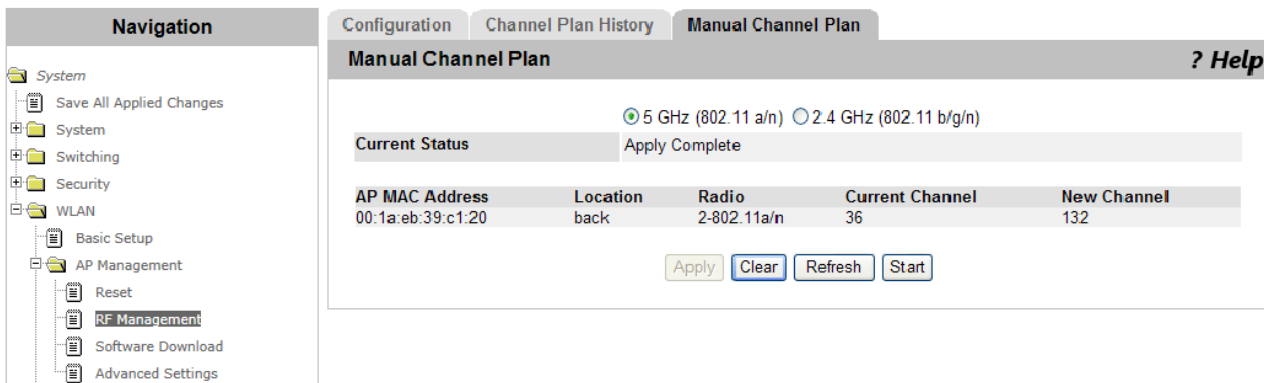 Navigation
System
Save All Applied Changes
System
Switching
Security
WLAN
Basic Setup
AP Management
Reset
RF Management
Software Download
Advanced Settings
Configuration Channel Plan History Manual Channel Plan
Manual Channel Plan ? Help
5 GHz (802.11 a/n) 2.4 GHz (802.11 b/g/n)
Current Status Apply Complete
AP MAC Address Location Radio Current Channel New Channel
00:1a:eb:39:c1:20 back 2-802.11a/n 36 132
Apply Clear Refresh Start